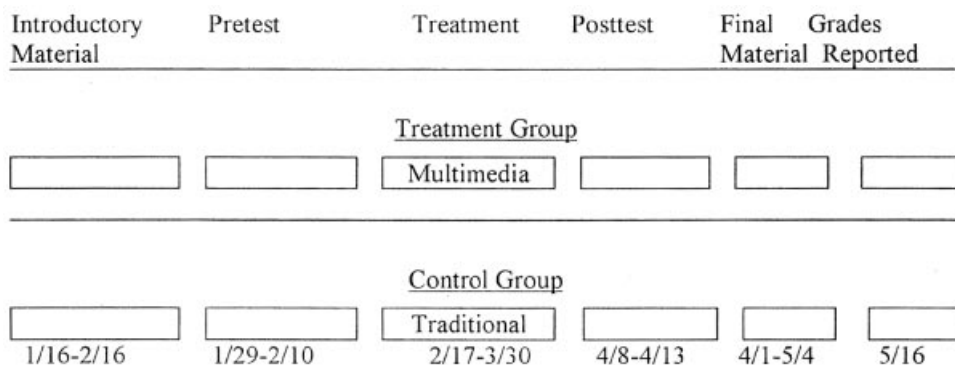 Introductory Pretest Treatment Posttest Final Grades
Material Material Reported
Treatment Group
Multimedia
Control Group
Traditional
1/16-2/16 1/29-2/10 2/17-3/30 4/8-4/13 4/1-5/4 5/16